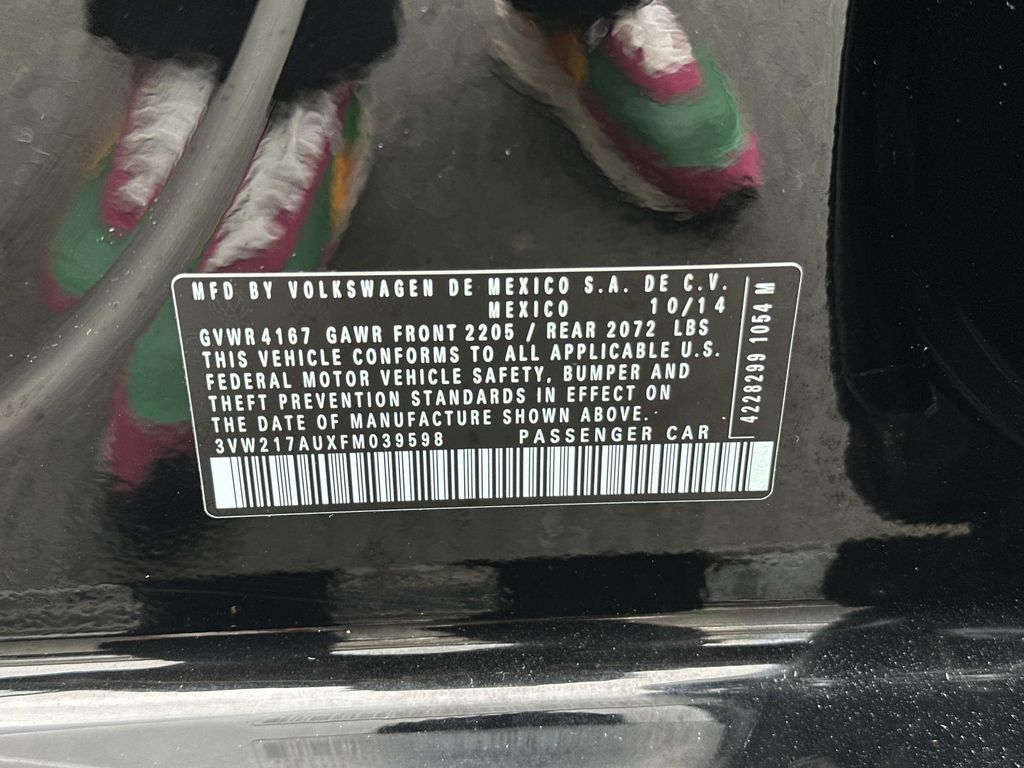 MFD BY VOLKSWAGEN DE MEXICO S.A. DE C.V.
MEXICO 10/14
GVWR 4167 GAWR FRONT 2205 / REAR 2072 LBS
THIS VEHICLE CONFORMS TO ALL APPLICABLE U.S.
FEDERAL MOTOR VEHICLE SAFETY, BUMPER AND
THEFT PREVENTION STANDARDS IN EFFECT ON
THE DATE OF MANUFACTURE SHOWN ABOVE.
3VW217AUXFM039598 PASSENGER CAR
4228299 1054 M